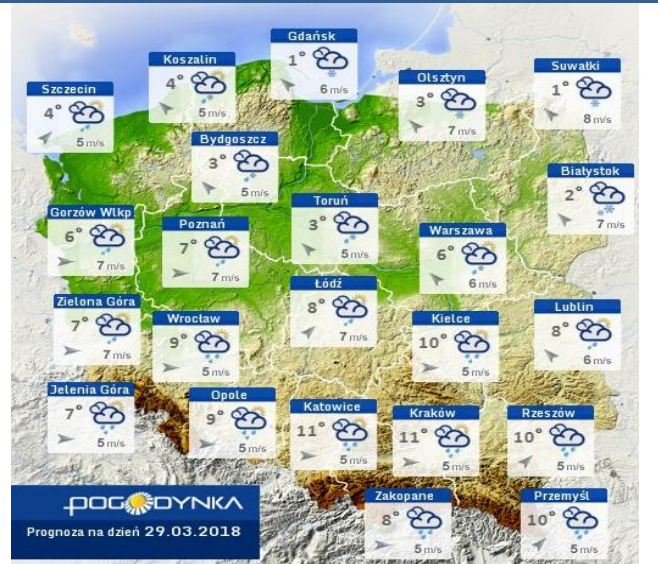 Gdańsk
1°
6 m/s
Koszalin
4°
5 m/s
Suwałki
1°
8 m/s
Olsztyn
3°
7 m/s
Szczecin
4°
5 m/s
Bydgoszcz
3°
5 m/s
Białystok
2°
7 m/s
Toruń
3°
5 m/s
Gorzów Wlkp
6°
7 m/s
Poznań
7°
7 m/s
Warszawa
6°
6 m/s
Łódź
8°
7 m/s
Zielona Góra
7°
7 m/s
Wrocław
9°
5 m/s
Kielce
10°
5 m/s
Lublin
8°
6 m/s
Jelenia Góra
7°
5 m/s
Opole
9°
5 m/s
Katowice
11°
5 m/s
Kraków
11°
5 m/s
Rzeszów
10°
5 m/s
Zakopane
8°
5 m/s
Przemyśl
10°
5 m/s
POGODYNKA
Prognoza na dzień 29.03.2018